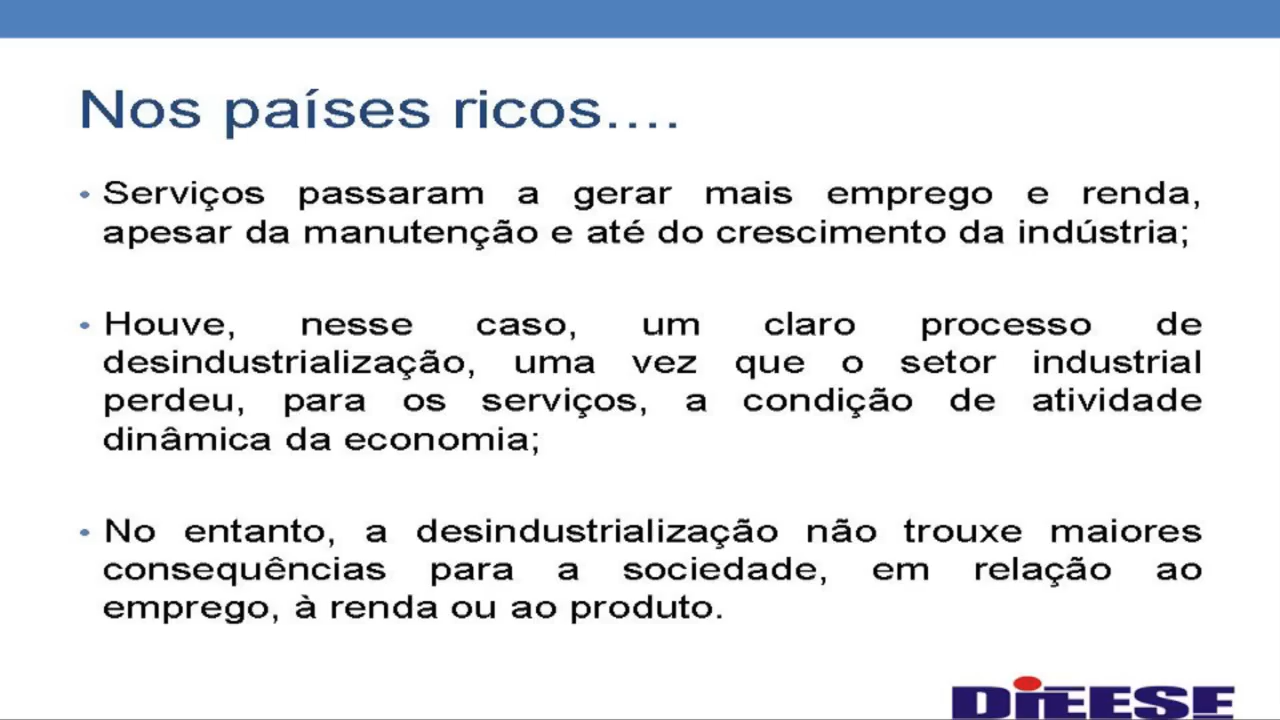 Nos países ricos....
• Serviços passaram a gerar mais emprego e renda,
apesar da manutenção e até do crescimento da indústria;
• Houve, nesse caso, um claro processo de
desindustrialização, uma vez que o setor industrial
perdeu, para os serviços, a condição de atividade
dinâmica da economia;
• No entanto, a desindustrialização não trouxe maiores
consequências para a sociedade, em relação ao
emprego, à renda ou ao produto.
DIEESE